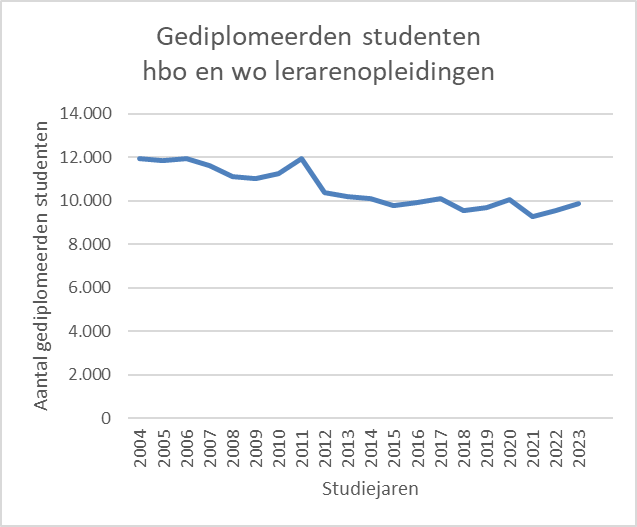 Gediplomeerden studenten
hbo en wo lerarenopleidingen
Aantal gediplomeerden studenten
14.000
12.000
10.000
8.000
6.000
4.000
2.000
0
2004 2005 2006 2007 2008 2009 2010 2011 2012 2013 2014 2015 2016 2017 2018 2019 2020 2021 2022 2023
Studiejaren